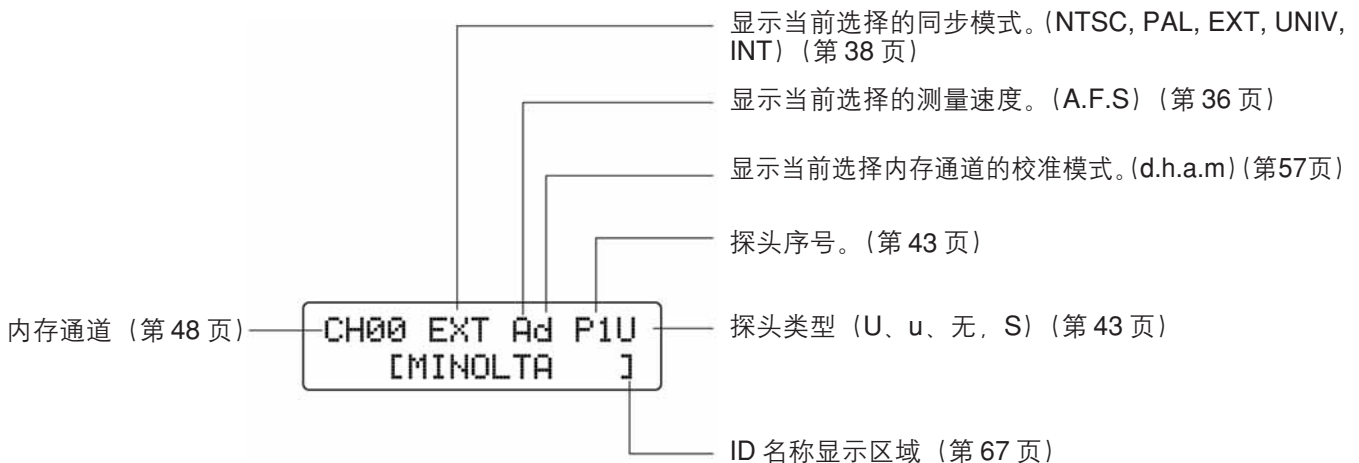 显示当前选择的同步模式。(NTSC, PAL, EXT, UNIV,
INT)（第 38 页）
显示当前选择的测量速度。(A.F.S)（第 36 页）
显示当前选择内存通道的校准模式。(d.h.a.m)(第57页)
探头序号。（第 43 页）
内存通道（第 48 页）
CH00 EXT Ad P1U
[MINOLTA ]
探头类型（U、u、无, S）（第 43 页）
ID 名称显示区域（第 67 页）